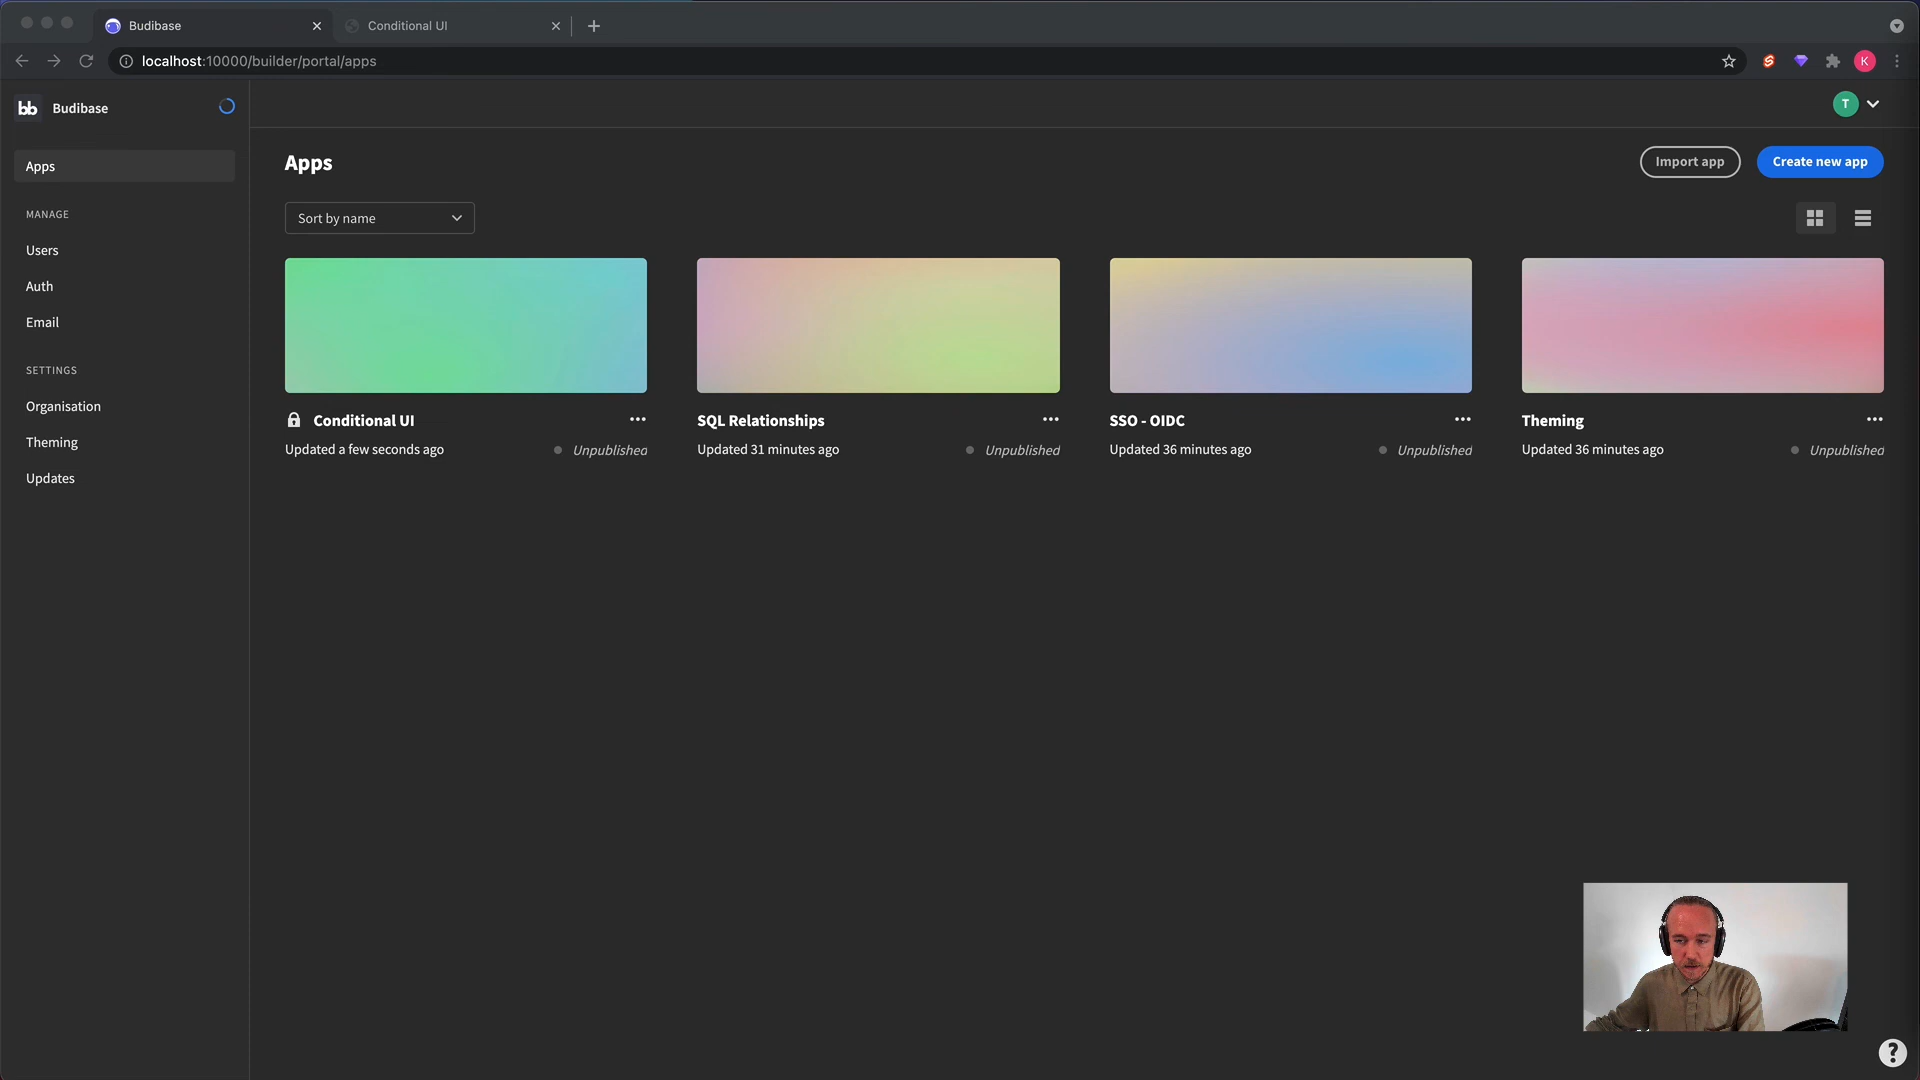 Budibase
Conditional UI
localhost:10000/builder/portal/apps
K
bb
Budibase
T
Apps
MANAGE
Users
Auth
Email
SETTINGS
Organisation
Theming
Updates
Apps
Import app
Create new app
Sort by name
Conditional UI
Updated a few seconds ago
Unpublished
SQL Relationships
Updated 31 minutes ago
Unpublished
SSO - OIDC
Updated 36 minutes ago
Unpublished
Theming
Updated 36 minutes ago
Unpublished
?